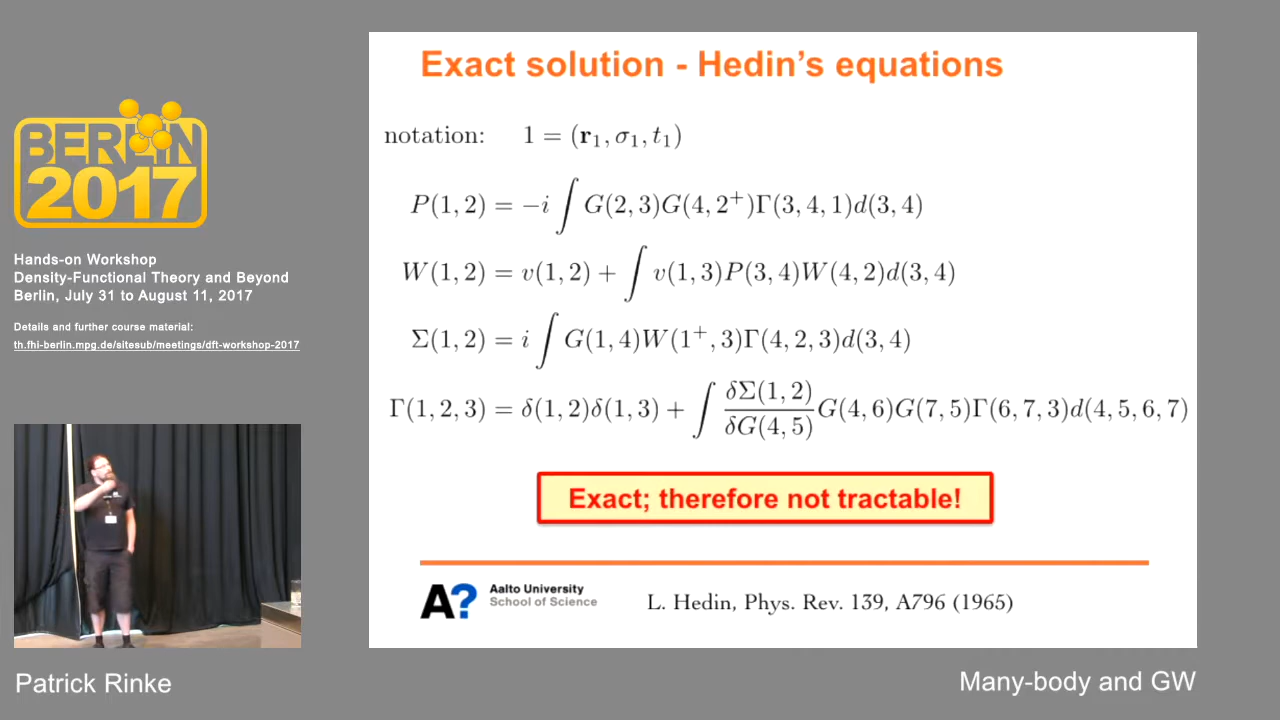 BERLIN
2017
Hands-on Workshop
Density-Functional Theory and Beyond
Berlin, July 31 to August 11, 2017
Details and further course material:
th.fhi-berlin.mpg.de/sitesub/meetings/dft-workshop-2017
Exact solution - Hedin's equations
notation: 1 = (r₁, σ₁, t₁)
P(1, 2) = −i ∫ G(2, 3)G(4, 2⁺)Γ(3, 4, 1)d(3, 4)
W(1, 2) = v(1, 2) + ∫ v(1, 3)P(3, 4)W(4, 2)d(3, 4)
Σ(1, 2) = i ∫ G(1, 4)W(1⁺, 3)Γ(4, 2, 3)d(3, 4)
Γ(1, 2, 3) = δ(1, 2)δ(1, 3) + ∫ δΣ(1, 2)/δG(4, 5) G(4, 6)G(7, 5)Γ(6, 7, 3)d(4, 5, 6, 7)
Exact; therefore not tractable!
A? Aalto University
School of Science
L. Hedin, Phys. Rev. 139, A796 (1965)
Patrick Rinke
Many-body and GW